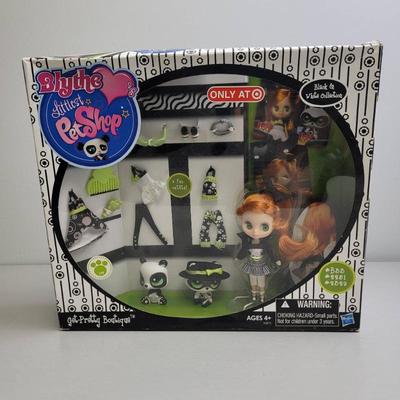 Blythe
Littlest
PetShop
ONLY AT
Black &
White Collection
get-Pretty Boutique™
AGES 4+
WARNING:
CHOKING HAZARD-Small parts.
Not for children under 3 years.
Hasbro